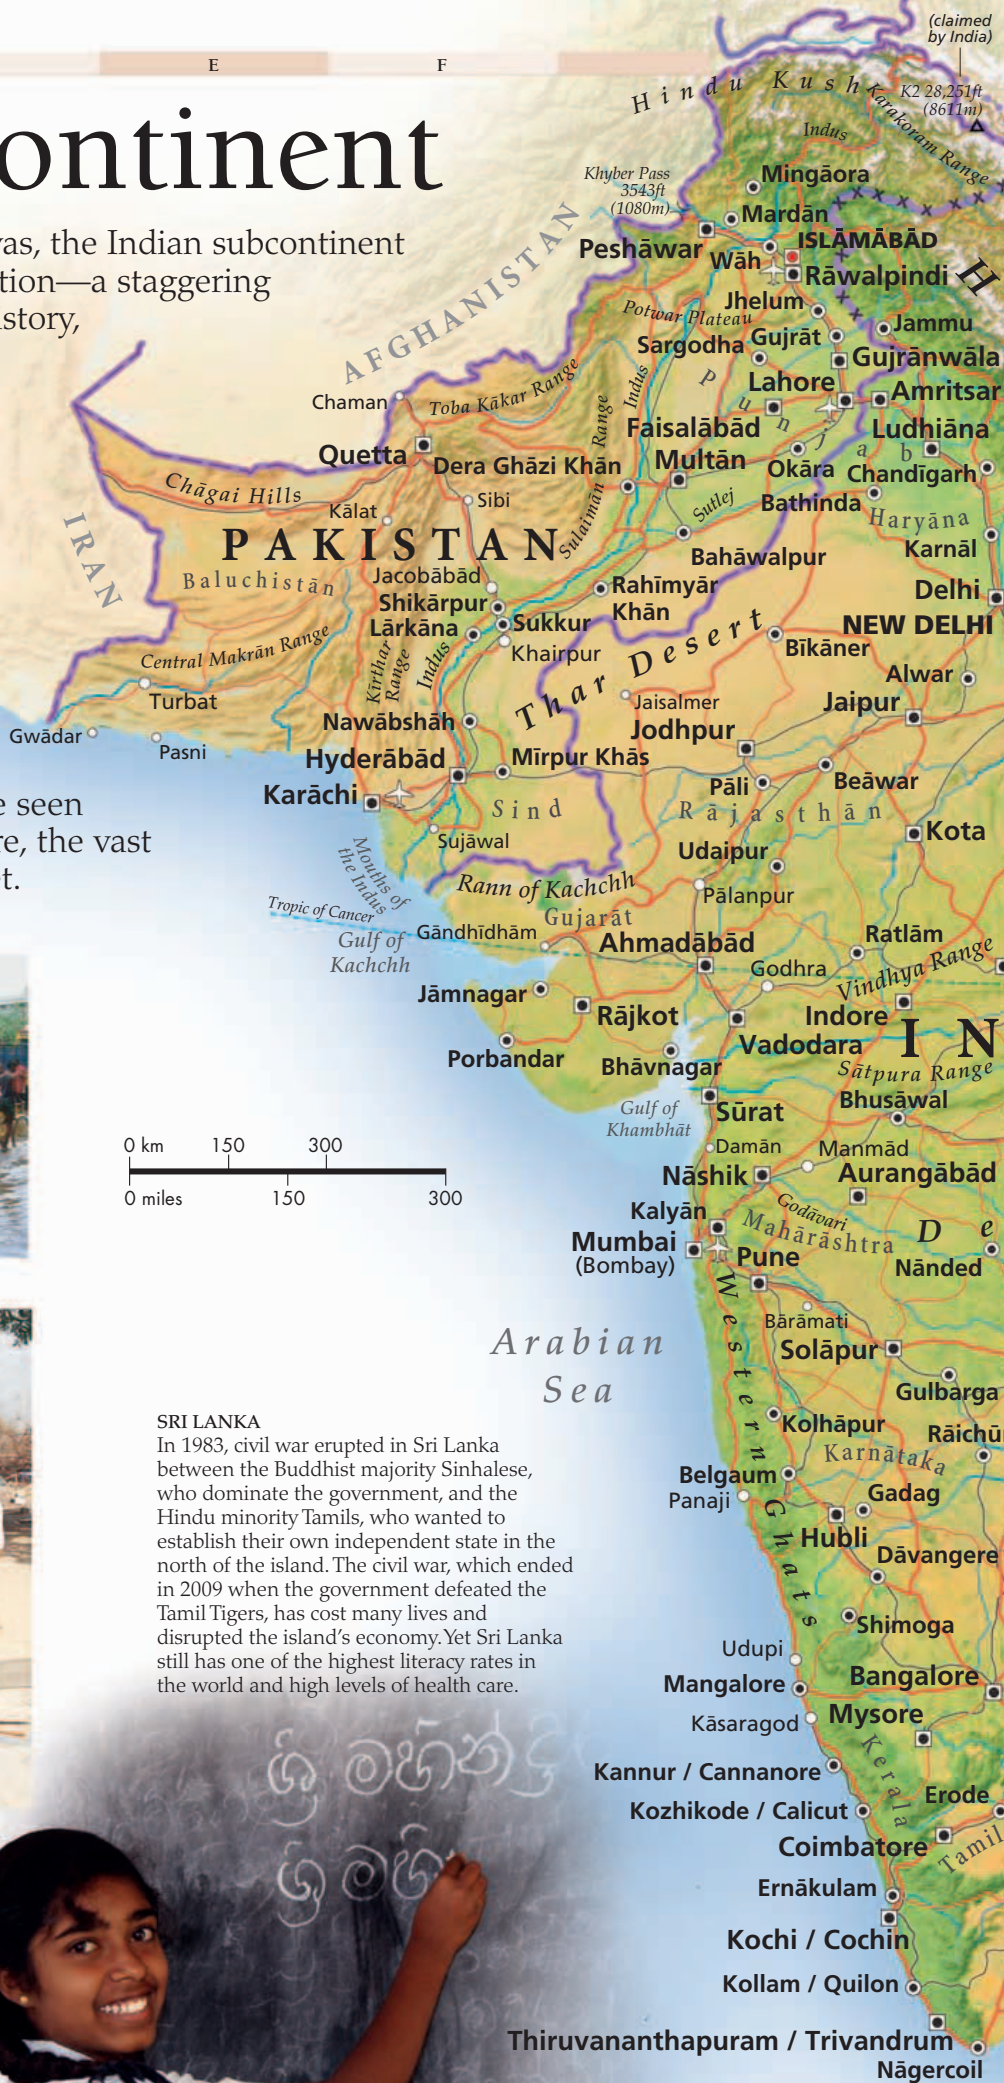 (claimed
by India)
E
F
ontinent
Hindu Kush
K2 28,251ft
(8611m)
Karakoram Range
Indus
Khyber Pass
3543ft
(1080m)
Mingāora
Mardān
AFGHANISTAN
Peshāwar
ISLĀMĀBĀD
as, the Indian subcontinent
Wāh
Rāwalpindi
H
tion—a staggering
Jhelum
Potwar Plateau
story,
Gujrāt
Jammu
Sargodha
Gujrānwāla
Lahore
Amritsar
Chaman
Toba Kākar Range
Indus
Punjab
Faisalābād
Ludhiāna
Quetta
Dera Ghāzi Khān
Multān
Okāra
Chandīgarh
Chāgai Hills
Sibi
Sulaimān Range
Sutlej
Bathinda
Kālat
Haryāna
IRAN
PAKISTAN
Bahāwalpur
Karnāl
Baluchistān
Jacobābād
Rahīmyār
Khān
Delhi
Shikārpur
Lārkāna
Sukkur
NEW DELHI
Central Makrān Range
Kirthar
Range
Indus
Khairpur
Thar Desert
Bīkāner
Alwar
Turbat
Jaisalmer
Jaipur
Nawābshāh
Jodhpur
Gwādar
Pasni
Hyderābād
Mīrpur Khās
Pāli
Beāwar
Karāchi
Sind
Rājasthān
e seen
Sujāwal
Kota
re, the vast
Mouths of
the Indus
Udaipur
t.
Rann of Kachchh
Pālanpur
Tropic of Cancer
Gujarāt
Gāndhīdhām
Gulf of
Kachchh
Ahmadābād
Ratlām
Godhra
Vindhya Range
Jāmnagar
Rājkot
Indore
IN
Vadodara
Porbandar
Bhāvnagar
Sātpura Range
Bhusāwal
Gulf of
Khambhāt
Sūrat
0 km 150 300
Damān
Manmād
0 miles 150 300
Nāshik
Aurangābād
Kalyān
Godāvari
Mahārāshtra
De
Mumbai
(Bombay)
Pune
Nānded
Western Ghats
Bārāmati
Arabian
Sea
Solāpur
Gulbarga
SRI LANKA
In 1983, civil war erupted in Sri Lanka
between the Buddhist majority Sinhalese,
who dominate the government, and the
Hindu minority Tamils, who wanted to
establish their own independent state in the
north of the island. The civil war, which ended
in 2009 when the government defeated the
Tamil Tigers, has cost many lives and
disrupted the island's economy. Yet Sri Lanka
still has one of the highest literacy rates in
the world and high levels of health care.
Kolhāpur
Rāichū
Karnātaka
Belgaum
Panaji
Gadag
Hubli
Dāvangere
Shimoga
Udupi
Mangalore
Bangalore
Kāsaragod
Mysore
Kerala
Kannur / Cannanore
Erode
Kozhikode / Calicut
Coimbatore
Tamil
Ernākulam
Kochi / Cochin
Kollam / Quilon
Thiruvananthapuram / Trivandrum
Nāgercoil